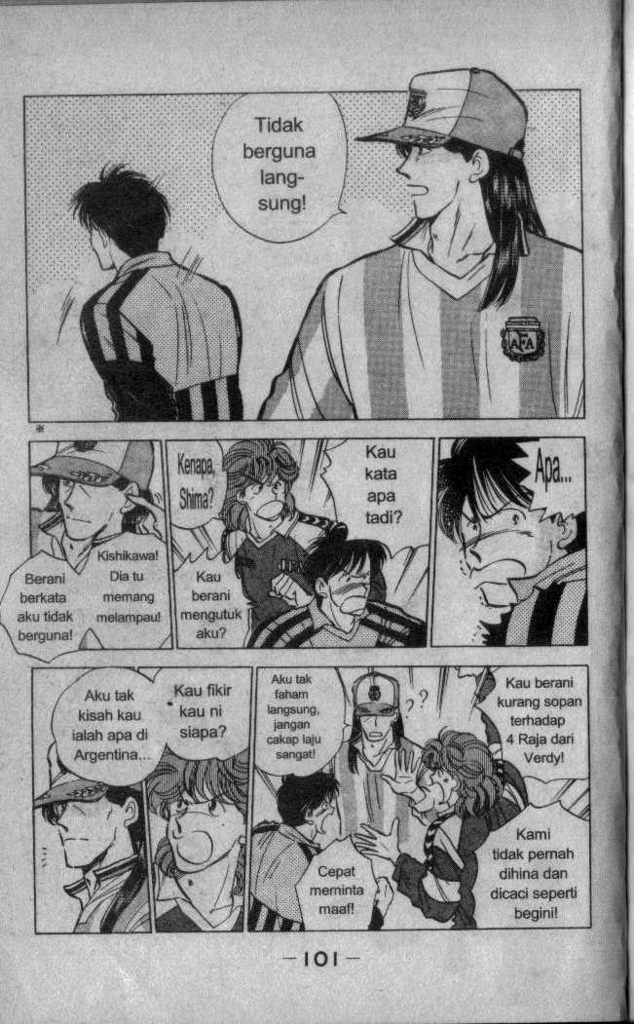 Tidak
berguna
lang-
sung!
AFA
*
Kenapa,
Shima?
Kau
kata
apa
tadi?
Apa...
Kishikawa!
Dia tu
memang
melampau!
Berani
berkata
aku tidak
berguna!
Kau
berani
mengutuk
aku?
Aku tak
kisah kau
ialah apa di
Argentina...
Kau fikir
kau ni
siapa?
Aku tak
faham
langsung,
jangan
cakap laju
sangat!
??
Kau berani
kurang sopan
terhadap
4 Raja dari
Verdy!
Cepat
meminta
maaf!
Kami
tidak pernah
dihina dan
dicaci seperti
begini!
— 101 —